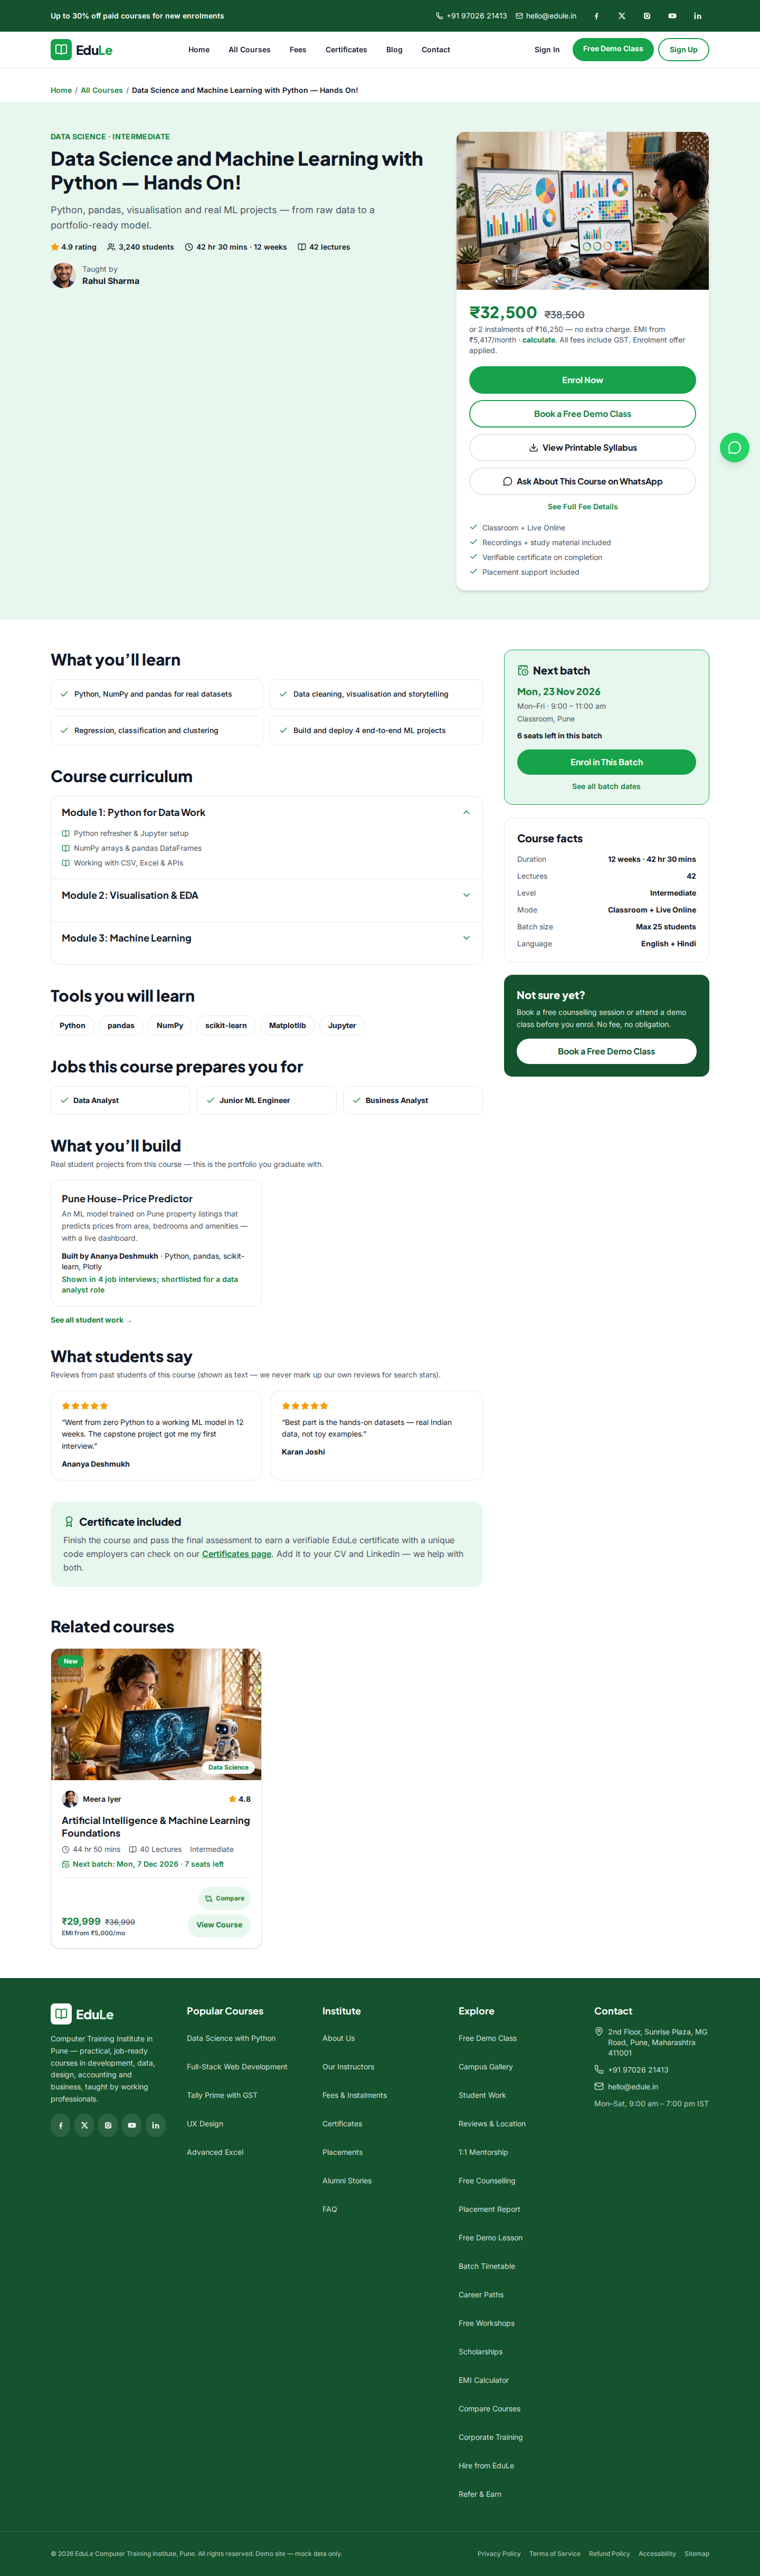 Up to 30% off paid courses for new enrolments
+91 97026 21413 hello@edule.in
EduLe
Home All Courses Fees Certificates Blog Contact
Sign In Free Demo Class Sign Up
Home / All Courses / Data Science and Machine Learning with Python — Hands On!
DATA SCIENCE · INTERMEDIATE
Data Science and Machine Learning with
Python — Hands On!
Python, pandas, visualisation and real ML projects — from raw data to a
portfolio-ready model.
4.9 rating 3,240 students 42 hr 30 mins · 12 weeks 42 lectures
Taught by
Rahul Sharma
₹32,500 ₹38,500
or 2 instalments of ₹16,250 — no extra charge. EMI from
₹5,417/month · calculate. All fees include GST. Enrolment offer
applied.
Enrol Now
Book a Free Demo Class
View Printable Syllabus
Ask About This Course on WhatsApp
See Full Fee Details
Classroom + Live Online
Recordings + study material included
Verifiable certificate on completion
Placement support included
What you’ll learn
Python, NumPy and pandas for real datasets
Data cleaning, visualisation and storytelling
Regression, classification and clustering
Build and deploy 4 end-to-end ML projects
Course curriculum
Module 1: Python for Data Work
Python refresher & Jupyter setup
NumPy arrays & pandas DataFrames
Working with CSV, Excel & APIs
Module 2: Visualisation & EDA
Module 3: Machine Learning
Tools you will learn
Python pandas NumPy scikit-learn Matplotlib Jupyter
Jobs this course prepares you for
Data Analyst
Junior ML Engineer
Business Analyst
What you’ll build
Real student projects from this course — this is the portfolio you graduate with.
Pune House-Price Predictor
An ML model trained on Pune property listings that
predicts prices from area, bedrooms and amenities —
with a live dashboard.
Built by Ananya Deshmukh · Python, pandas, scikit-
learn, Plotly
Shown in 4 job interviews; shortlisted for a data
analyst role
See all student work →
What students say
Reviews from past students of this course (shown as text — we never mark up our own reviews for search stars).
“Went from zero Python to a working ML model in 12
weeks. The capstone project got me my first
interview.”
Ananya Deshmukh
“Best part is the hands-on datasets — real Indian
data, not toy examples.”
Karan Joshi
Certificate included
Finish the course and pass the final assessment to earn a verifiable EduLe certificate with a unique
code employers can check on our Certificates page. Add it to your CV and LinkedIn — we help with
both.
Next batch
Mon, 23 Nov 2026
Mon–Fri · 9:00 – 11:00 am
Classroom, Pune
6 seats left in this batch
Enrol in This Batch
See all batch dates
Course facts
Duration 12 weeks · 42 hr 30 mins
Lectures 42
Level Intermediate
Mode Classroom + Live Online
Batch size Max 25 students
Language English + Hindi
Not sure yet?
Book a free counselling session or attend a demo
class before you enrol. No fee, no obligation.
Book a Free Demo Class
Related courses
New
Data Science
Meera Iyer 4.8
Artificial Intelligence & Machine Learning
Foundations
44 hr 50 mins 40 Lectures Intermediate
Next batch: Mon, 7 Dec 2026 · 7 seats left
Compare
₹29,999 ₹36,999
EMI from ₹5,000/mo
View Course
EduLe
Computer Training Institute in
Pune — practical, job-ready
courses in development, data,
design, accounting and
business, taught by working
professionals.
Popular Courses
Data Science with Python
Full-Stack Web Development
Tally Prime with GST
UX Design
Advanced Excel
Institute
About Us
Our Instructors
Fees & Instalments
Certificates
Placements
Alumni Stories
FAQ
Explore
Free Demo Class
Campus Gallery
Student Work
Reviews & Location
1:1 Mentorship
Free Counselling
Placement Report
Free Demo Lesson
Batch Timetable
Career Paths
Free Workshops
Scholarships
EMI Calculator
Compare Courses
Corporate Training
Hire from EduLe
Refer & Earn
Contact
2nd Floor, Sunrise Plaza, MG
Road, Pune, Maharashtra
411001
+91 97026 21413
hello@edule.in
Mon–Sat, 9:00 am – 7:00 pm IST
© 2026 EduLe Computer Training Institute, Pune. All rights reserved. Demo site — mock data only.
Privacy Policy Terms of Service Refund Policy Accessibility Sitemap